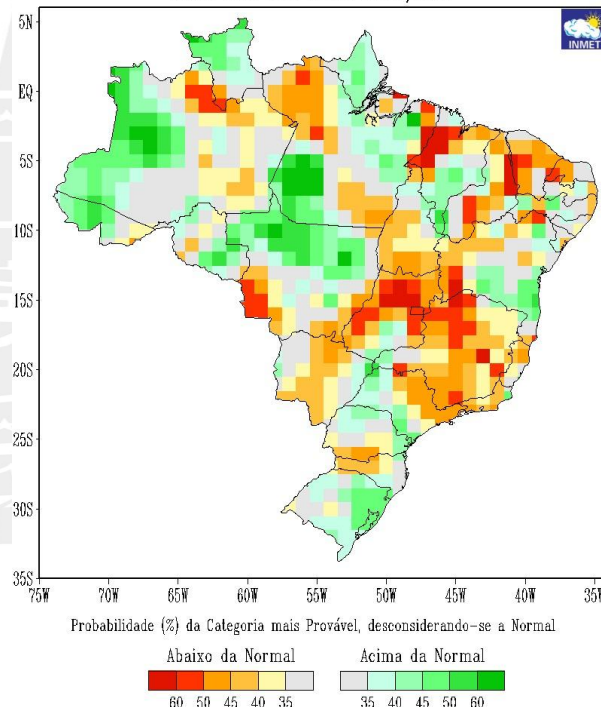 INMET
5N
EQ
5S
10S
15S
20S
25S
30S
35S
75W 70W 65W 60W 55W 50W 45W 40W 35W
Probabilidade (%) da Categoria mais Provável, desconsiderando-se a Normal
Abaixo da Normal Acima da Normal
60 50 45 40 35 35 40 45 50 60